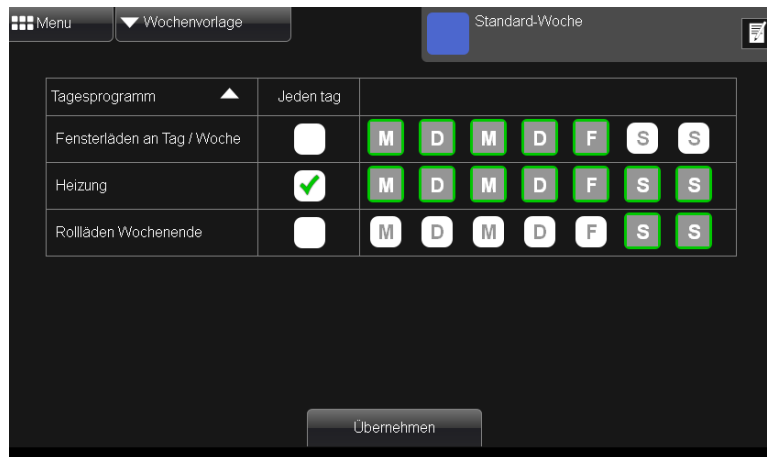 Menu
Wochenvorlage
Standard-Woche
Tagesprogramm
Jeden tag
Fensterläden an Tag / Woche
M D M D F S S
Heizung
M D M D F S S
Rollläden Wochenende
M D M D F S S
Übernehmen